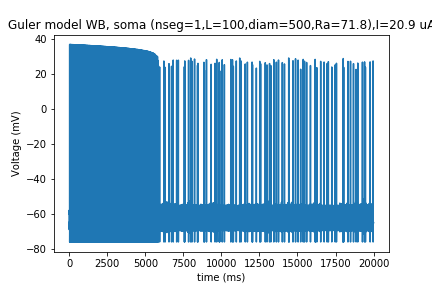 Guler model WB, soma (nseg=1,L=100,diam=500,Ra=71.8),I=20.9 uA
40
20
0
−20
−40
−60
−80
Voltage (mV)
0 2500 5000 7500 10000 12500 15000 17500 20000
time (ms)